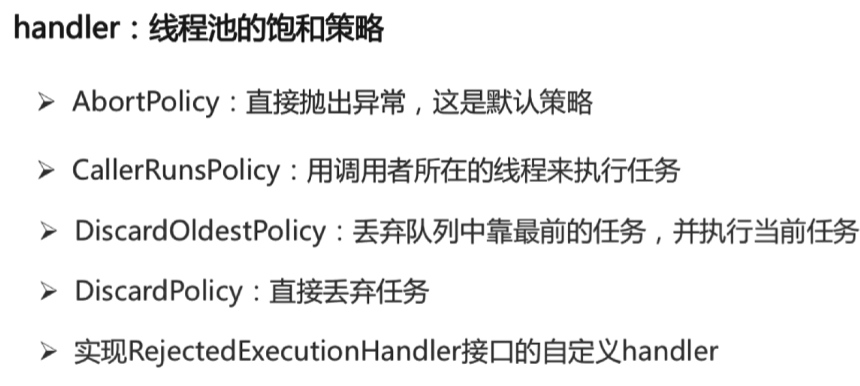 handler：线程池的饱和策略
➢ AbortPolicy：直接抛出异常，这是默认策略
➢ CallerRunsPolicy：用调用者所在的线程来执行任务
➢ DiscardOldestPolicy：丢弃队列中靠最前的任务，并执行当前任务
➢ DiscardPolicy：直接丢弃任务
➢ 实现RejectedExecutionHandler接口的自定义handler